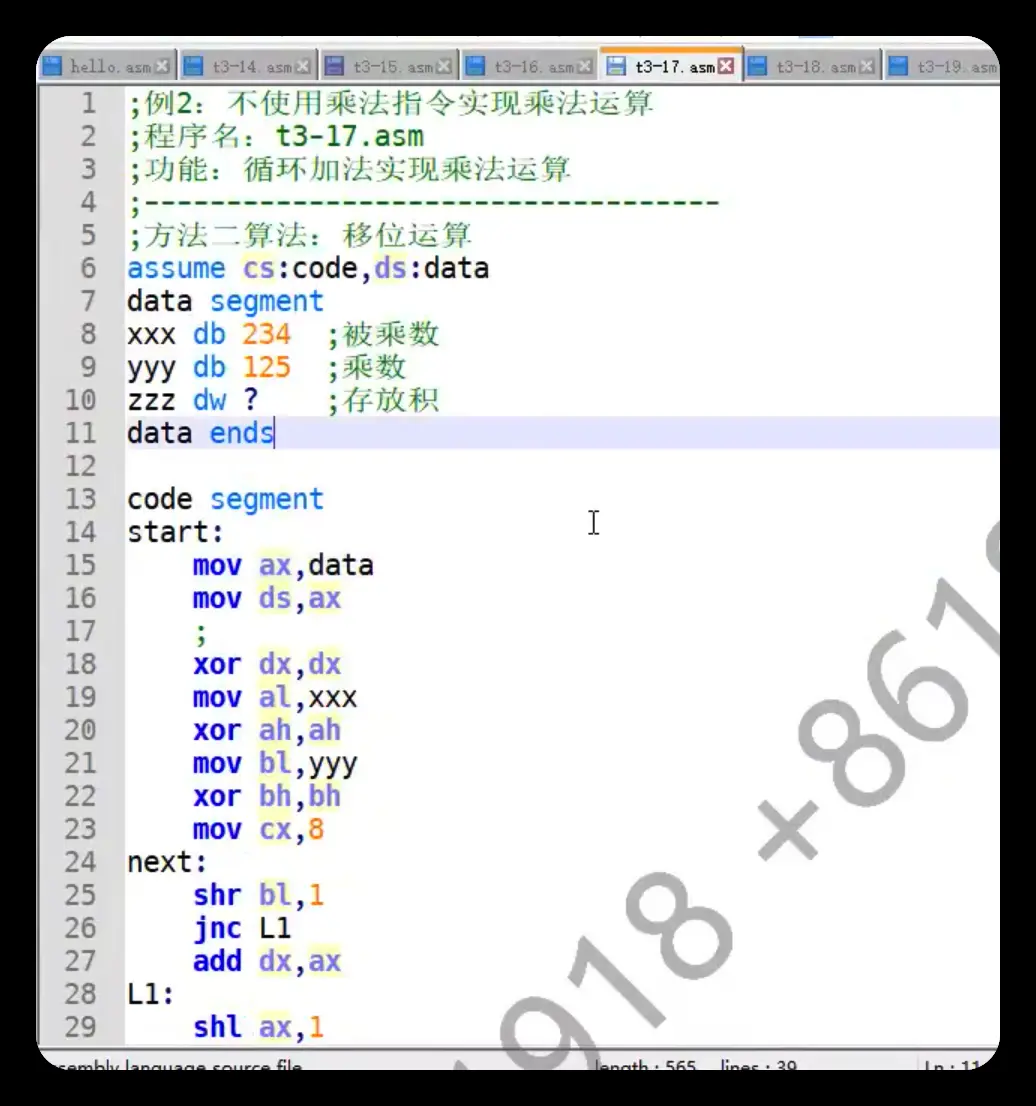 hello.asm t3-14.asm t3-15.asm t3-16.asm t3-17.asm t3-18.asm t3-19.asm
1 ;例2: 不使用乘法指令实现乘法运算
2 ;程序名: t3-17.asm
3 ;功能: 循环加法实现乘法运算
4 ;-----------------------------------
5 ;方法二算法: 移位运算
6 assume cs:code,ds:data
7 data segment
8 xxx db 234 ;被乘数
9 yyy db 125 ;乘数
10 zzz dw ? ;存放积
11 data ends
12
13 code segment
14 start:
15 mov ax,data
16 mov ds,ax
17 ;
18 xor dx,dx
19 mov al,xxx
20 xor ah,ah
21 mov bl,yyy
22 xor bh,bh
23 mov cx,8
24 next:
25 shr bl,1
26 jnc L1
27 add dx,ax
28 L1:
29 shl ax,1
918 +861
sembly language source file length : 565 lines : 39 Ln : 11